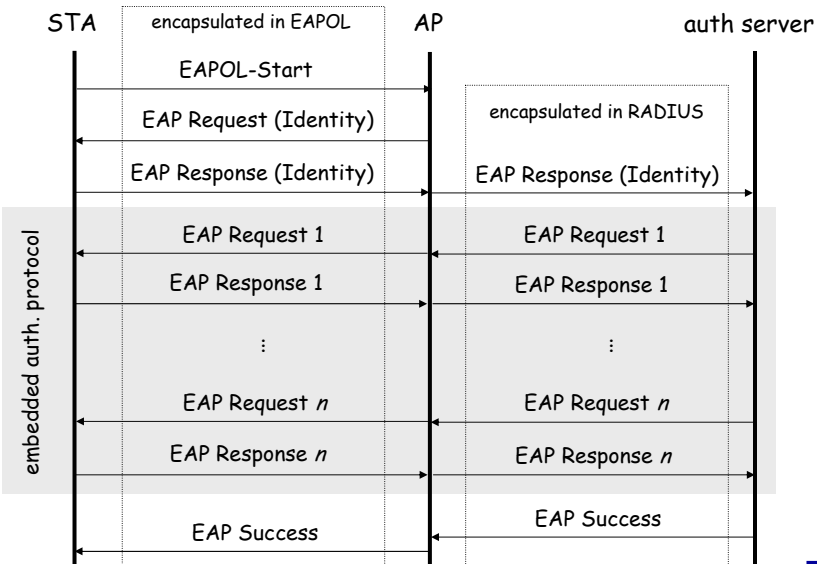 STA
encapsulated in EAPOL
AP
auth server
EAPOL-Start
encapsulated in RADIUS
EAP Request (Identity)
EAP Response (Identity)
EAP Response (Identity)
embedded auth. protocol
EAP Request 1
EAP Request 1
EAP Response 1
EAP Response 1
...
...
EAP Request n
EAP Request n
EAP Response n
EAP Response n
EAP Success
EAP Success